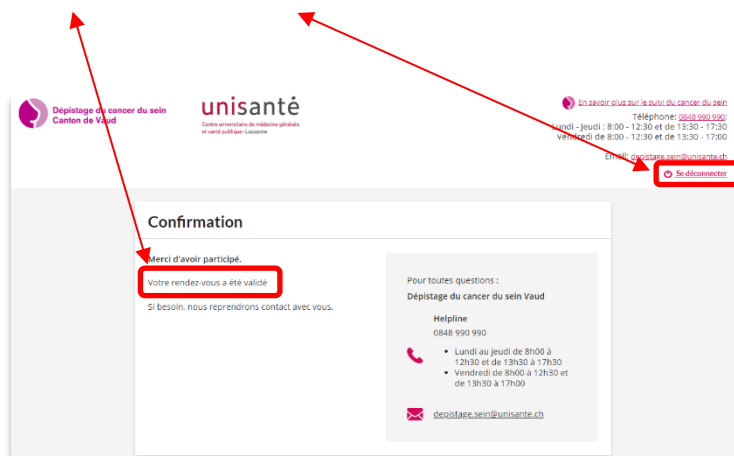 Dépistage du cancer du sein
Canton de Vaud
unisanté
Centre universitaire de médecine générale
et santé publique · Lausanne
En savoir plus sur le suivi du cancer du sein
Téléphone: 0848 990 990:
Lundi - Jeudi : 8:00 - 12:30 et de 13:30 - 17:30
Vendredi de 8:00 - 12:30 et de 13:30 - 17:00
Email: depistage.sein@unisante.ch
Se déconnecter
Confirmation
Merci d'avoir participé.
Votre rendez-vous a été validé
Si besoin, nous reprendrons contact avec vous.
Pour toutes questions :
Dépistage du cancer du sein Vaud
Helpline
0848 990 990
• Lundi au jeudi de 8h00 à
12h30 et de 13h30 à 17h30
• Vendredi de 8h00 à 12h30 et
de 13h30 à 17h00
depistage.sein@unisante.ch